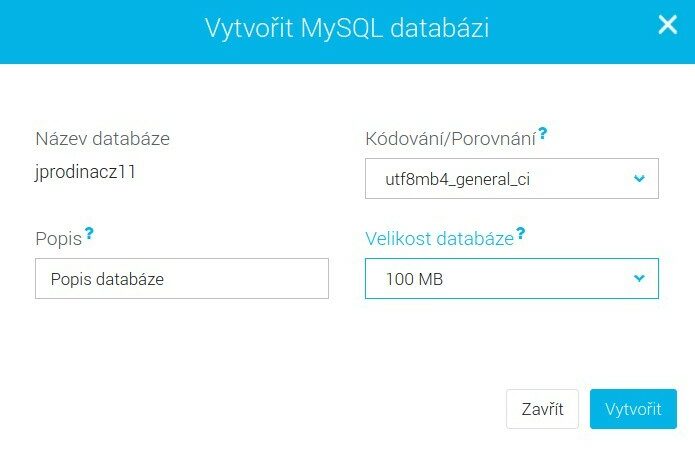 Vytvořit MySQL databázi
Název databáze
jprodinacz11
Kódování/Porovnání?
utf8mb4_general_ci
Popis?
Popis databáze
Velikost databáze?
100 MB
Zavřít
Vytvořit